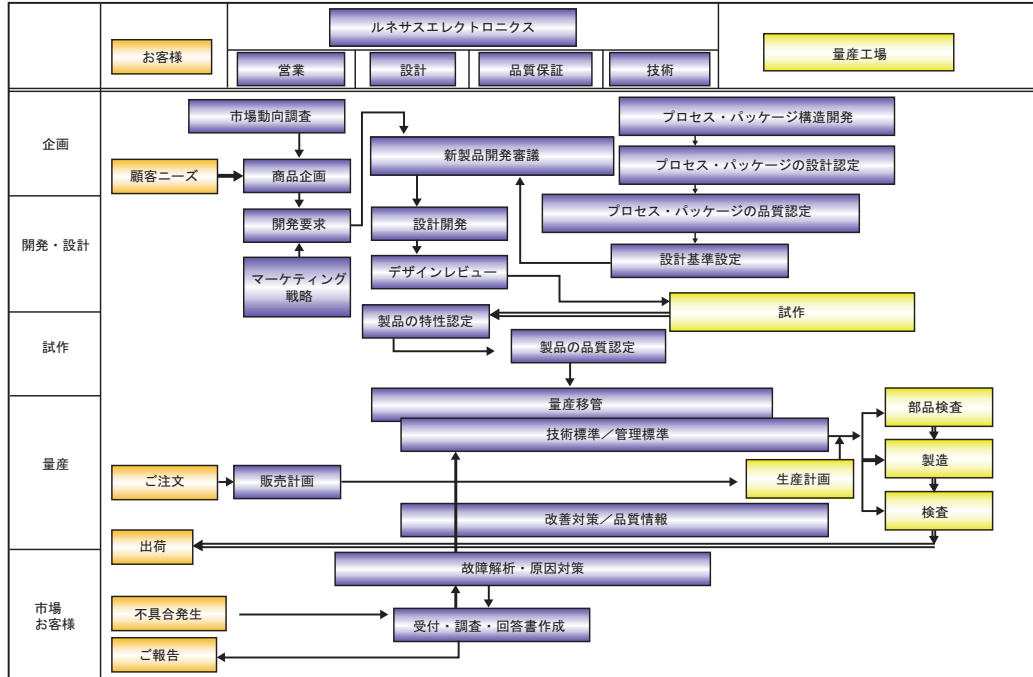 ルネサスエレクトロニクス
お客様
量産工場
営業
設計
品質保証
技術
企画
市場動向調査
プロセス・パッケージ構造開発
新製品開発審議
顧客ニーズ
商品企画
プロセス・パッケージの設計認定
開発・設計
開発要求
設計開発
プロセス・パッケージの品質認定
マーケティング
戦略
デザインレビュー
設計基準設定
試作
製品の特性認定
試作
製品の品質認定
量産
量産移管
部品検査
技術標準/管理標準
製造
ご注文
販売計画
生産計画
検査
改善対策/品質情報
出荷
故障解析・原因対策
市場
お客様
不具合発生
受付・調査・回答書作成
ご報告